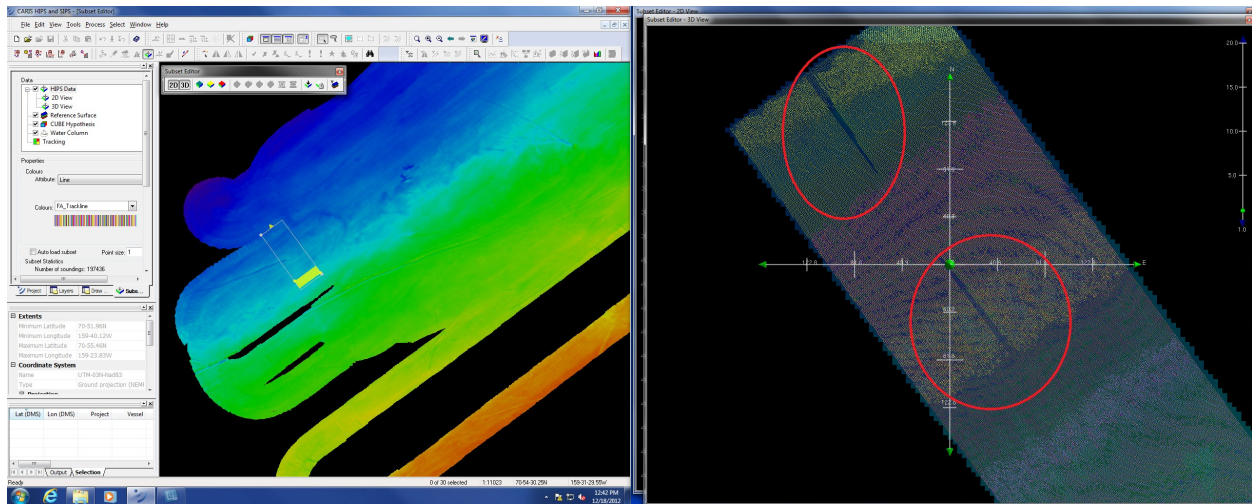 CARIS HIPS and SIPS - [Subset Editor]
File Edit View Tools Process Select Window Help
Data
HIPS Data
2D View
3D View
Reference Surface
CUBE Hypothesis
Water Column
Tracking
Properties
Colours
Attribute: Line
Colours: FA_Trackline
Auto load subset Point size: 1
Subset Statistics
Number of soundings: 197436
Project Layers Draw ... Subs...
Extents
Minimum Latitude 70-51.98N
Minimum Longitude 159-40.12W
Maximum Latitude 70-55.46N
Maximum Longitude 159-23.83W
Coordinate System
Name UTM-03N-Nad83
Type Ground projection (NEMI
Lat (DMS) Lon (DMS) Project Vessel
Output Selection
Ready
0 of 30 selected 1:11023 70-54-30.25N 159-31-29.55W
12:42 PM
12/18/2012
Subset Editor
2D 3D
Subset Editor - 2D View
Subset Editor - 3D View
N
E
20.0
15.0
10.0
5.0
1.0